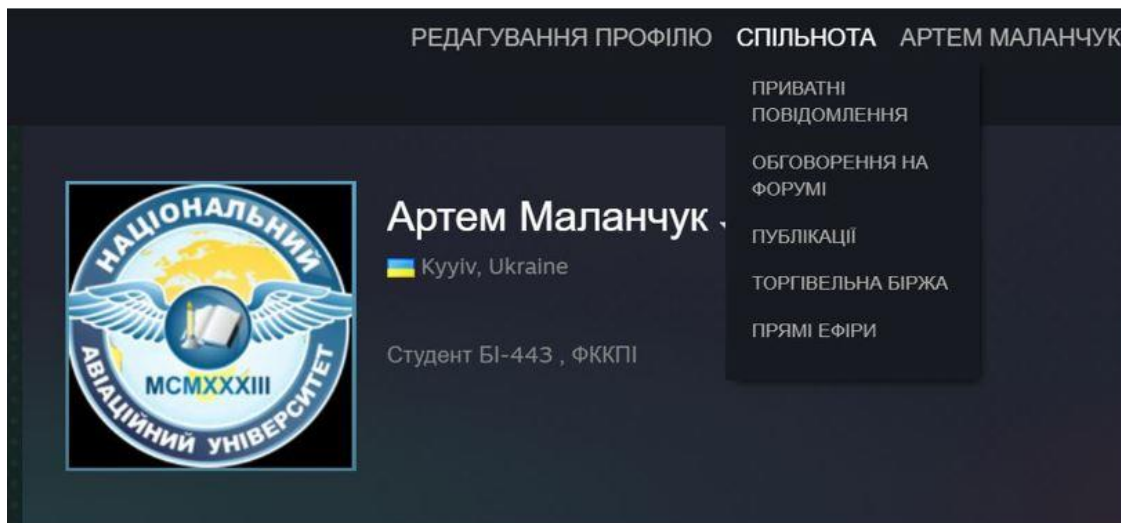 РЕДАГУВАННЯ ПРОФІЛЮ СПІЛЬНОТА АРТЕМ МАЛАНЧУК
ПРИВАТНІ
ПОВІДОМЛЕННЯ
ОБГОВОРЕННЯ НА
ФОРУМІ
ПУБЛІКАЦІЇ
ТОРГІВЕЛЬНА БІРЖА
ПРЯМІ ЕФІРИ
НАЦІОНАЛЬНИЙ
MCMXXXIII
АВІАЦІЙНИЙ УНІВЕРСИТЕТ
Артем Маланчук
Kyyiv, Ukraine
Студент БІ-443 , ФККПІ